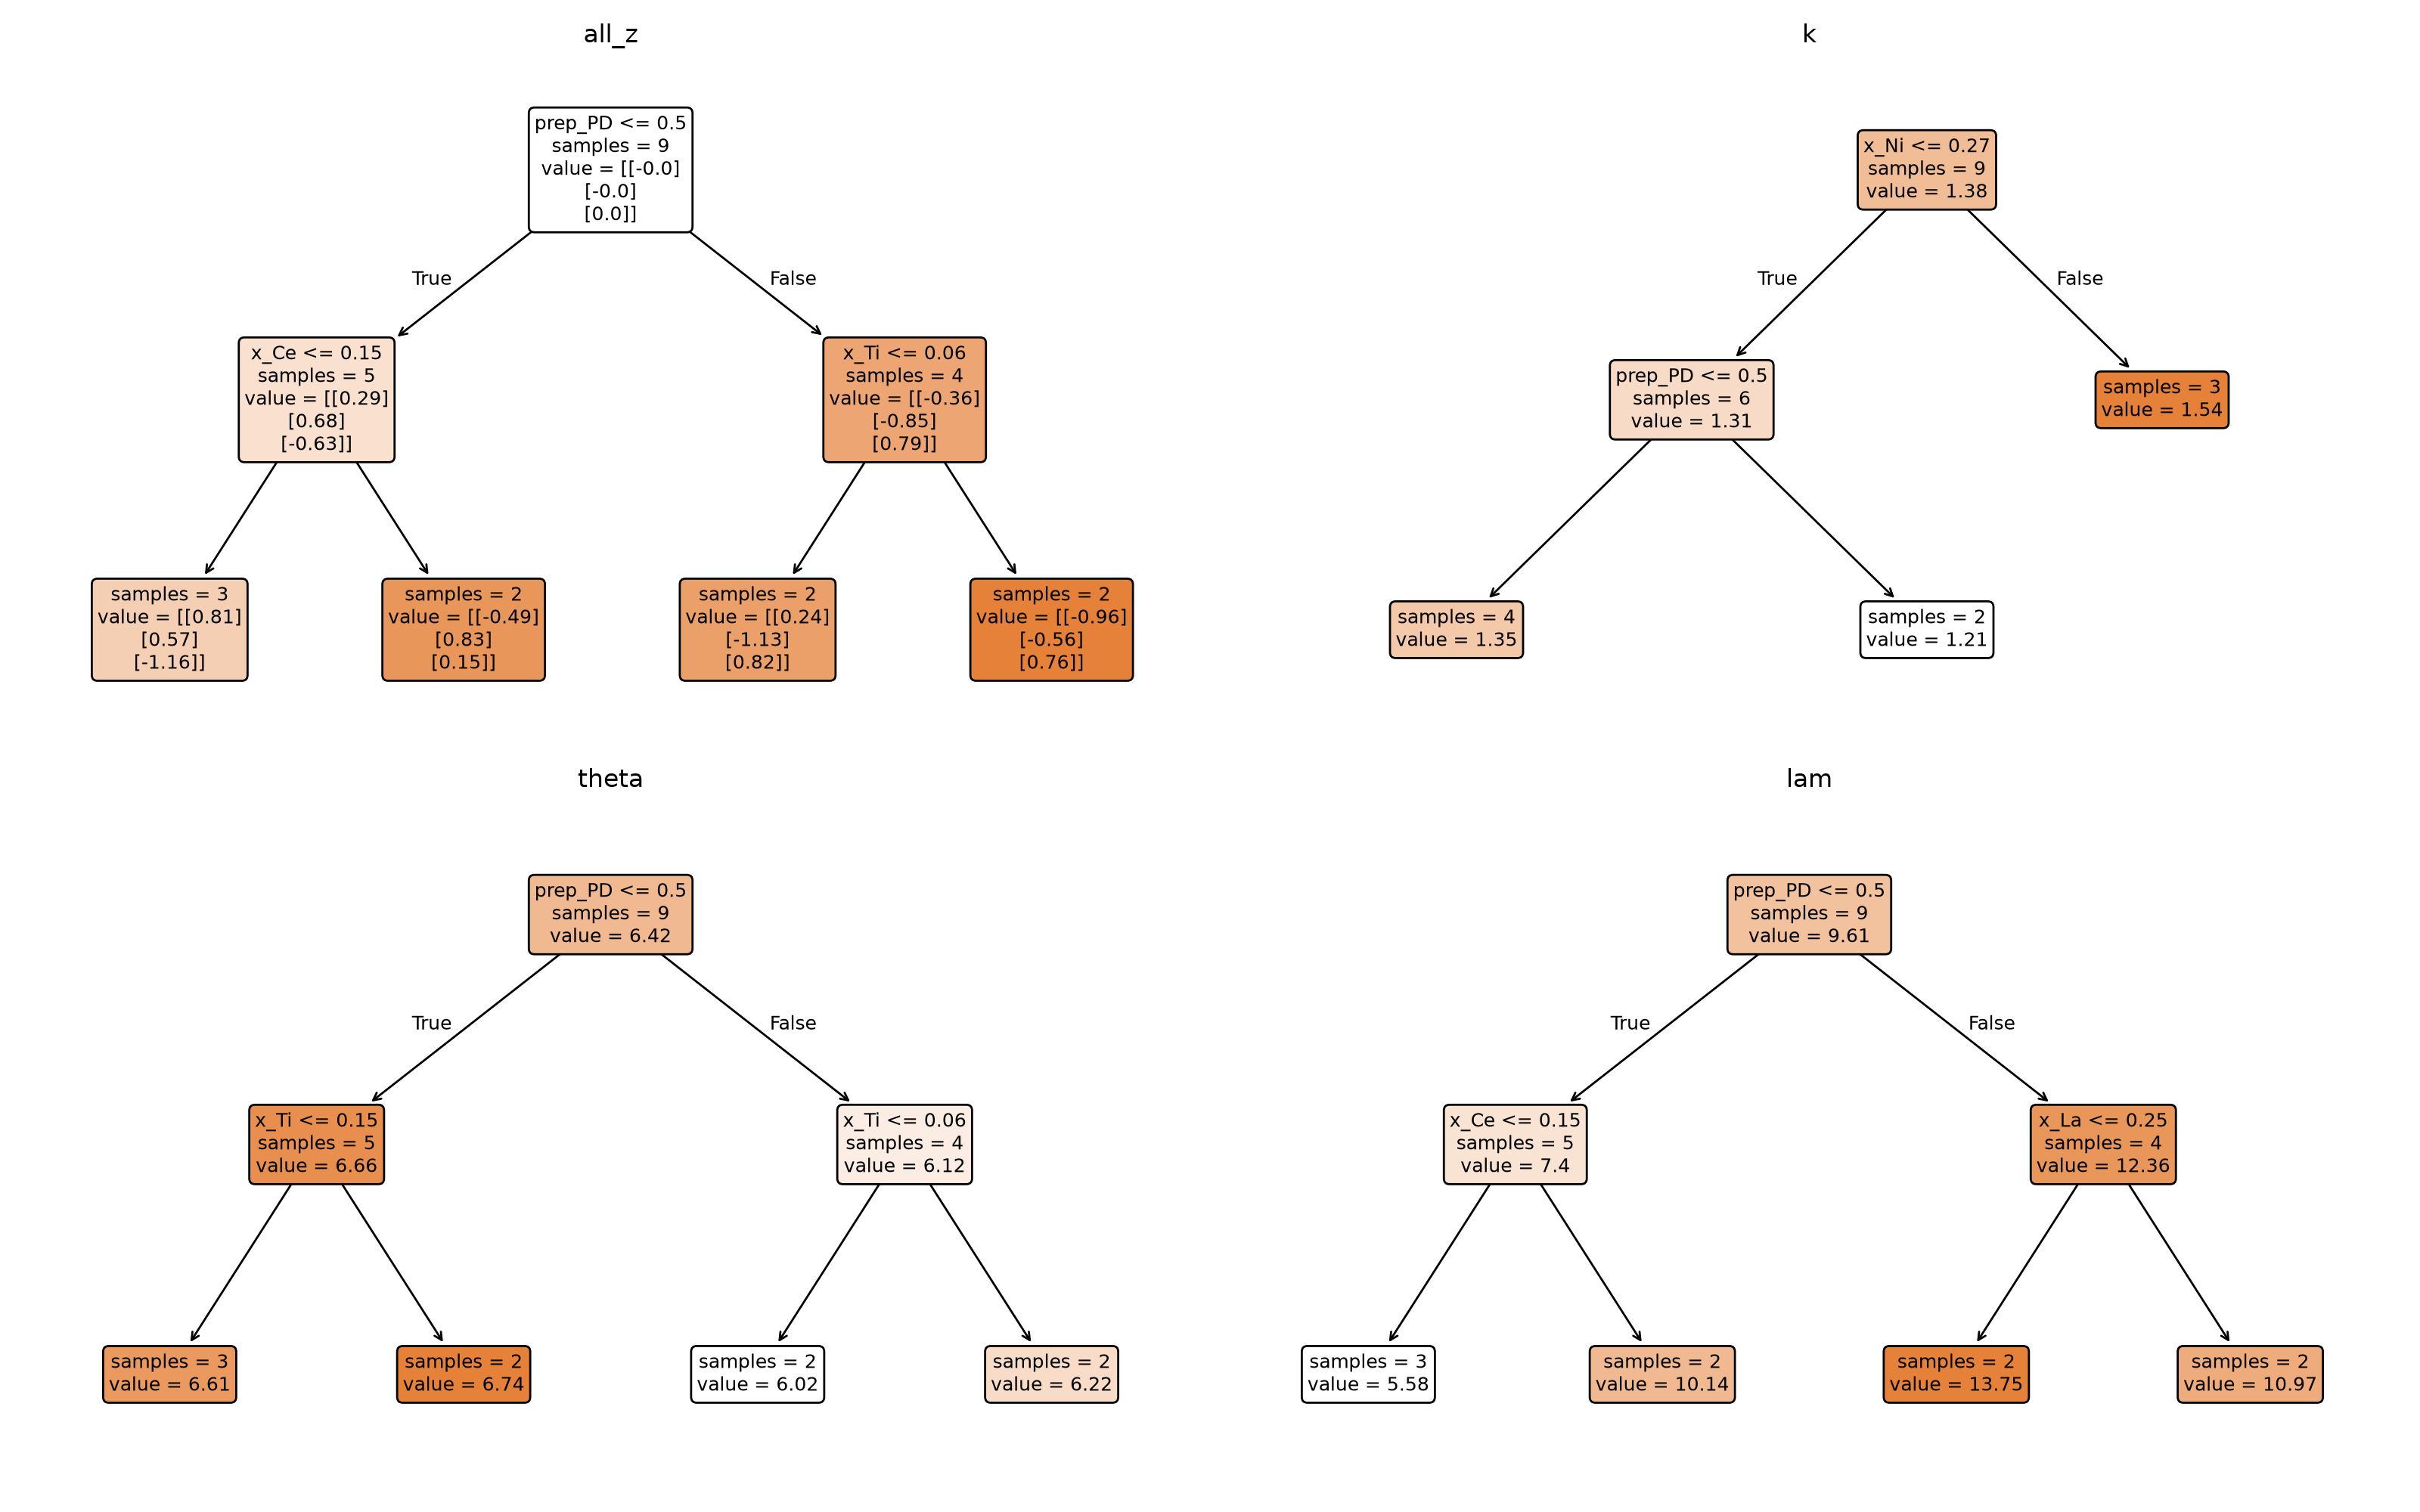 all_z
prep_PD <= 0.5
samples = 9
value = [[-0.0]
[-0.0]
[0.0]]
True
False
x_Ce <= 0.15
samples = 5
value = [[0.29]
[0.68]
[-0.63]]
x_Ti <= 0.06
samples = 4
value = [[-0.36]
[-0.85]
[0.79]]
samples = 3
value = [[0.81]
[0.57]
[-1.16]]
samples = 2
value = [[-0.49]
[0.83]
[0.15]]
samples = 2
value = [[0.24]
[-1.13]
[0.82]]
samples = 2
value = [[-0.96]
[-0.56]
[0.76]]
k
x_Ni <= 0.27
samples = 9
value = 1.38
True
False
prep_PD <= 0.5
samples = 6
value = 1.31
samples = 3
value = 1.54
samples = 4
value = 1.35
samples = 2
value = 1.21
theta
prep_PD <= 0.5
samples = 9
value = 6.42
True
False
x_Ti <= 0.15
samples = 5
value = 6.66
x_Ti <= 0.06
samples = 4
value = 6.12
samples = 3
value = 6.61
samples = 2
value = 6.74
samples = 2
value = 6.02
samples = 2
value = 6.22
lam
prep_PD <= 0.5
samples = 9
value = 9.61
True
False
x_Ce <= 0.15
samples = 5
value = 7.4
x_La <= 0.25
samples = 4
value = 12.36
samples = 3
value = 5.58
samples = 2
value = 10.14
samples = 2
value = 13.75
samples = 2
value = 10.97